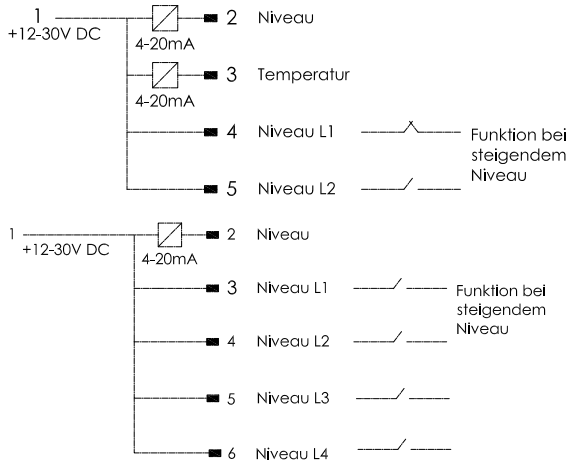 1
+12-30V DC
4-20mA
2 Niveau
4-20mA
3 Temperatur
4 Niveau L1
Funktion bei
steigendem
Niveau
5 Niveau L2
1
+12-30V DC
4-20mA
2 Niveau
3 Niveau L1
Funktion bei
steigendem
Niveau
4 Niveau L2
5 Niveau L3
6 Niveau L4